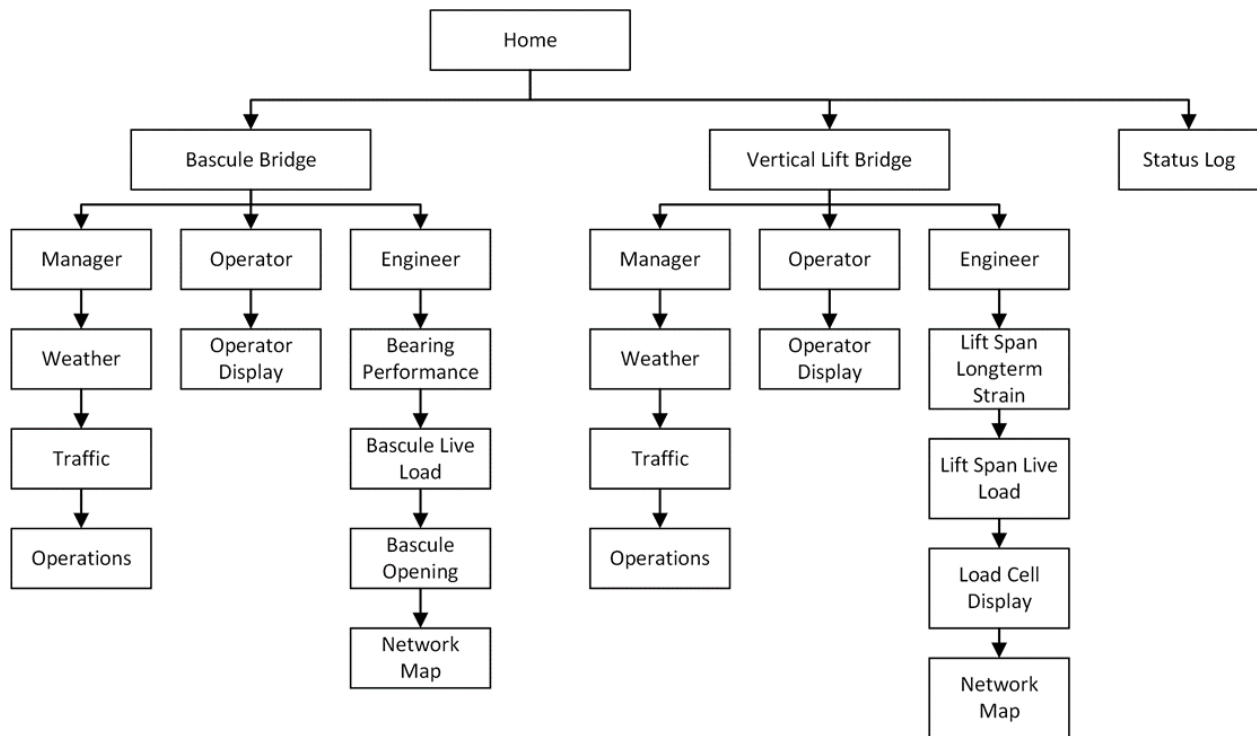 Home
Bascule Bridge
Vertical Lift Bridge
Status Log
Manager
Operator
Engineer
Manager
Operator
Engineer
Weather
Operator
Display
Bearing
Performance
Weather
Operator
Display
Lift Span
Longterm
Strain
Traffic
Bascule Live
Load
Traffic
Lift Span Live
Load
Operations
Bascule
Opening
Operations
Load Cell
Display
Network
Map
Network
Map